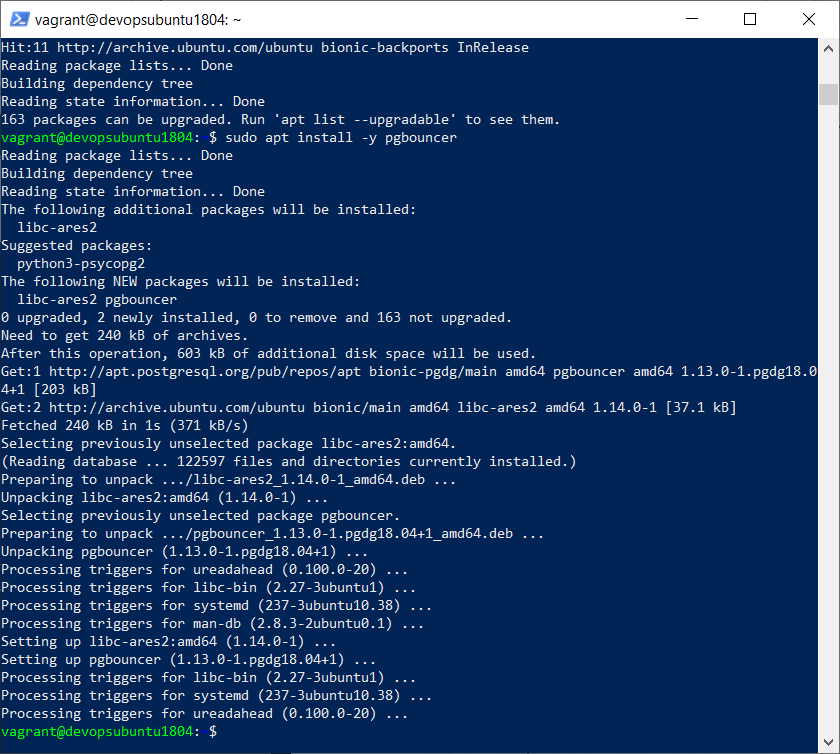 vagrant@devopsubuntu1804: ~
Hit:11 http://archive.ubuntu.com/ubuntu bionic-backports InRelease
Reading package lists... Done
Building dependency tree
Reading state information... Done
163 packages can be upgraded. Run 'apt list --upgradable' to see them.
vagrant@devopsubuntu1804:~$ sudo apt install -y pgbouncer
Reading package lists... Done
Building dependency tree
Reading state information... Done
The following additional packages will be installed:
  libc-ares2
Suggested packages:
  python3-psycopg2
The following NEW packages will be installed:
  libc-ares2 pgbouncer
0 upgraded, 2 newly installed, 0 to remove and 163 not upgraded.
Need to get 240 kB of archives.
After this operation, 603 kB of additional disk space will be used.
Get:1 http://apt.postgresql.org/pub/repos/apt bionic-pgdg/main amd64 pgbouncer amd64 1.13.0-1.pgdg18.0
4+1 [203 kB]
Get:2 http://archive.ubuntu.com/ubuntu bionic/main amd64 libc-ares2 amd64 1.14.0-1 [37.1 kB]
Fetched 240 kB in 1s (371 kB/s)
Selecting previously unselected package libc-ares2:amd64.
(Reading database ... 122597 files and directories currently installed.)
Preparing to unpack .../libc-ares2_1.14.0-1_amd64.deb ...
Unpacking libc-ares2:amd64 (1.14.0-1) ...
Selecting previously unselected package pgbouncer.
Preparing to unpack .../pgbouncer_1.13.0-1.pgdg18.04+1_amd64.deb ...
Unpacking pgbouncer (1.13.0-1.pgdg18.04+1) ...
Processing triggers for ureadahead (0.100.0-20) ...
Processing triggers for libc-bin (2.27-3ubuntu1) ...
Processing triggers for systemd (237-3ubuntu10.38) ...
Processing triggers for man-db (2.8.3-2ubuntu0.1) ...
Setting up libc-ares2:amd64 (1.14.0-1) ...
Setting up pgbouncer (1.13.0-1.pgdg18.04+1) ...
Processing triggers for libc-bin (2.27-3ubuntu1) ...
Processing triggers for systemd (237-3ubuntu10.38) ...
Processing triggers for ureadahead (0.100.0-20) ...
vagrant@devopsubuntu1804:~$